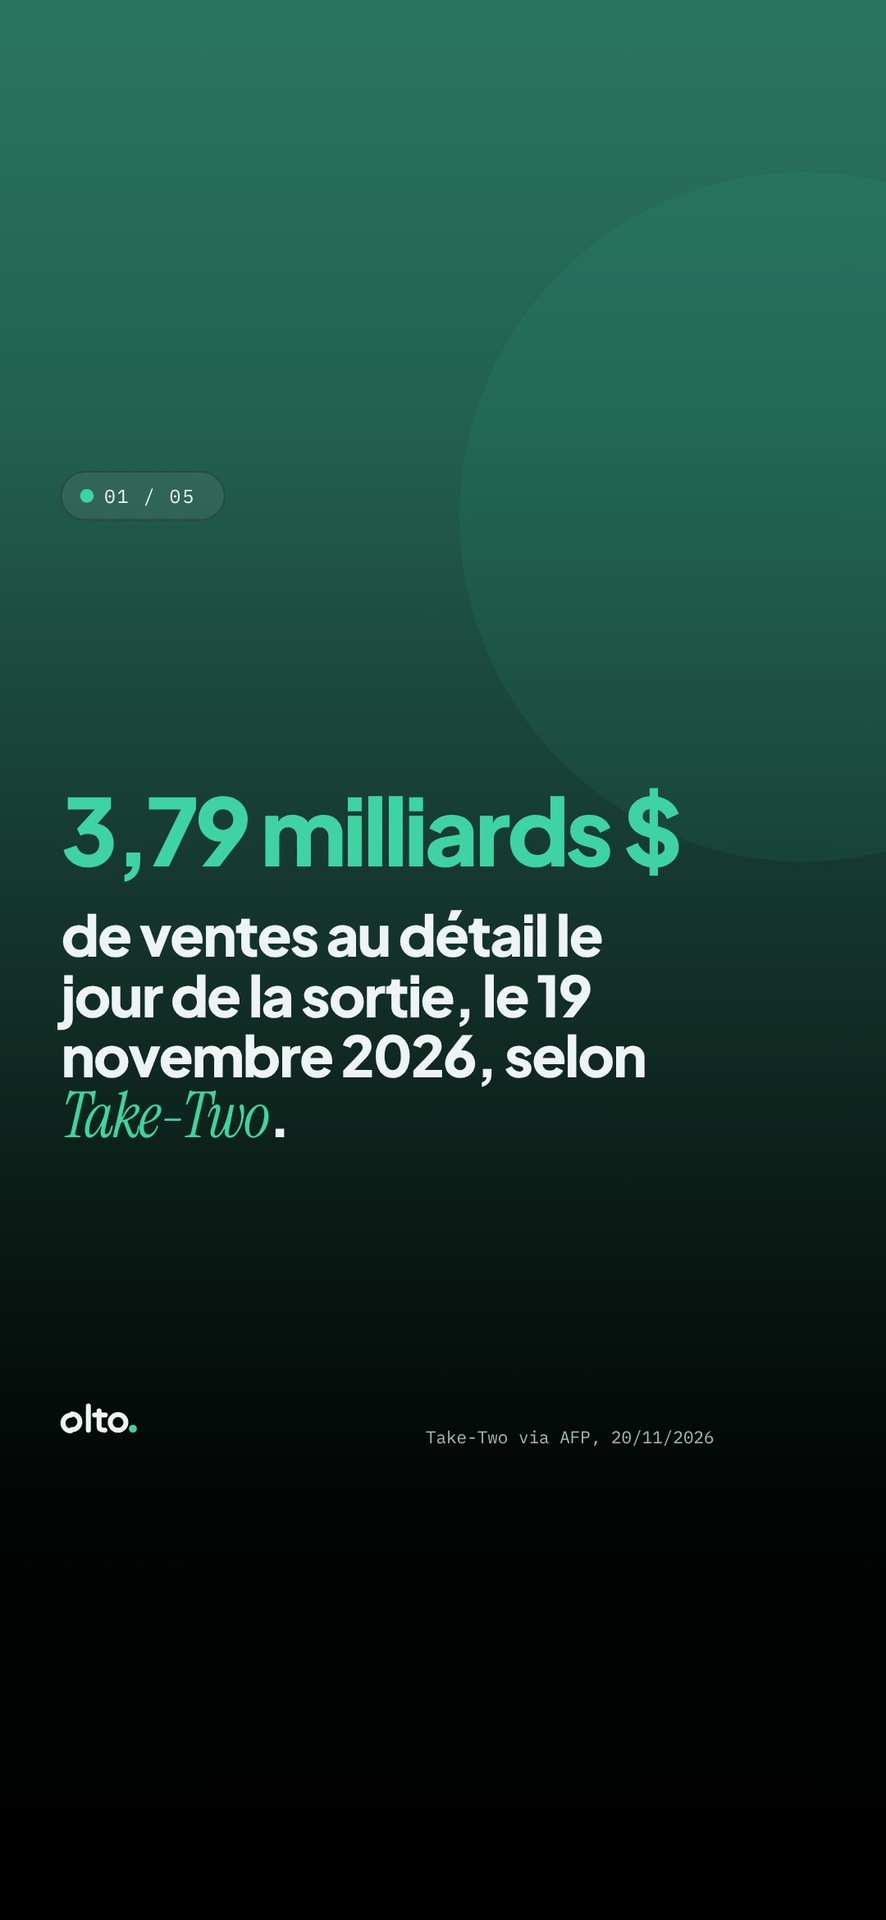 01 / 05
3,79 milliards $
de ventes au détail le
jour de la sortie, le 19
novembre 2026, selon
Take-Two.
olto.
Take-Two via AFP, 20/11/2026